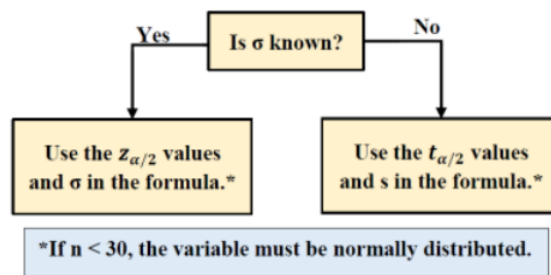 Is σ known?
Yes
No
Use the z_{α/2} values
and σ in the formula.*
Use the t_{α/2} values
and s in the formula.*
*If n < 30, the variable must be normally distributed.